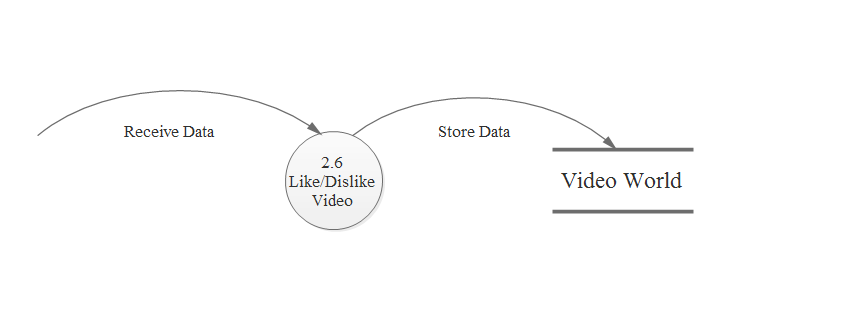 Receive Data
Store Data
2.6
Like/Dislike
Video
Video World